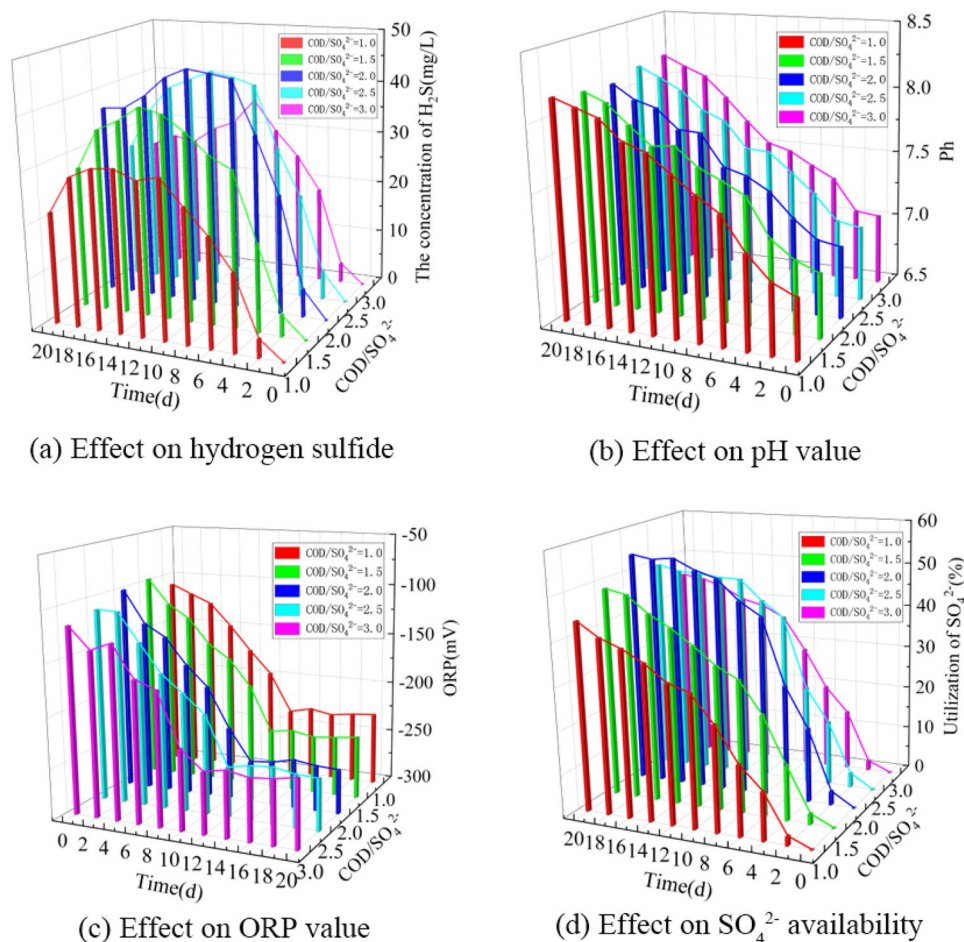 50
40
30
20
10
0
The concentration of H₂S(mg/L)
COD/SO₄²⁻=1.0
COD/SO₄²⁻=1.5
COD/SO₄²⁻=2.0
COD/SO₄²⁻=2.5
COD/SO₄²⁻=3.0
20 18 16 14 12 10 8 6 4 2 0
Time(d)
1.0 1.5 2.0 2.5 3.0
COD/SO₄²⁻
(a) Effect on hydrogen sulfide
8.5
8.0
7.5
7.0
6.5
Ph
COD/SO₄²⁻=1.0
COD/SO₄²⁻=1.5
COD/SO₄²⁻=2.0
COD/SO₄²⁻=2.5
COD/SO₄²⁻=3.0
20 18 16 14 12 10 8 6 4 2 0
Time(d)
1.0 1.5 2.0 2.5 3.0
COD/SO₄²⁻
(b) Effect on pH value
-50
-100
-150
-200
-250
-300
ORP(mV)
COD/SO₄²⁻=1.0
COD/SO₄²⁻=1.5
COD/SO₄²⁻=2.0
COD/SO₄²⁻=2.5
COD/SO₄²⁻=3.0
0 2 4 6 8 10 12 14 16 18 20
Time(d)
3.0 2.5 2.0 1.5 1.0
COD/SO₄²⁻
(c) Effect on ORP value
60
50
40
30
20
10
0
Utilization of SO₄²⁻(%)
COD/SO₄²⁻=1.0
COD/SO₄²⁻=1.5
COD/SO₄²⁻=2.0
COD/SO₄²⁻=2.5
COD/SO₄²⁻=3.0
20 18 16 14 12 10 8 6 4 2 0
Time(d)
1.0 1.5 2.0 2.5 3.0
COD/SO₄²⁻
(d) Effect on SO₄²⁻ availability